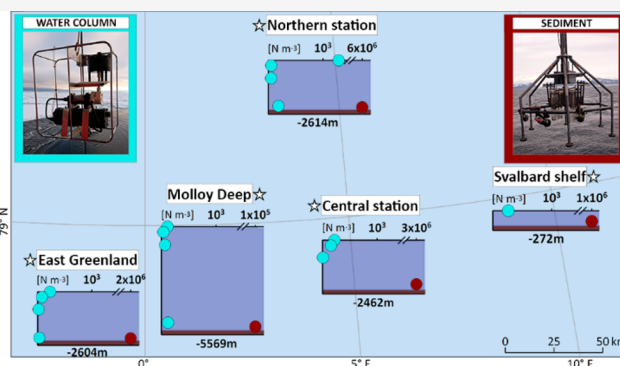 WATER COLUMN
SEDIMENT
☆Northern station
[N m⁻³] 10³ 6x10⁶
-2614m
Svalbard shelf☆
[N m⁻³] 10³ 1x10⁶
-272m
Molloy Deep☆
[N m⁻³] 10³ 1x10⁵
-5569m
☆Central station
[N m⁻³] 10³ 3x10⁶
-2462m
☆East Greenland
[N m⁻³] 10³ 2x10⁶
-2604m
79° N
0° 5° E 10° E
0 25 50 km